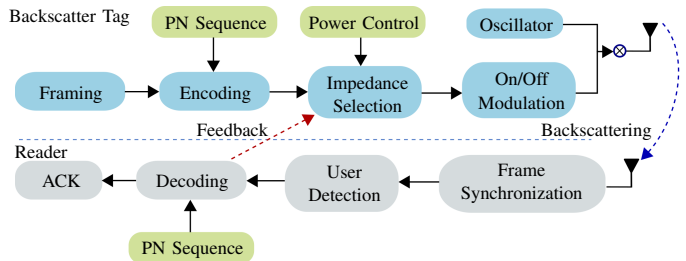 Backscatter Tag
PN Sequence
Power Control
Oscillator
Framing
Encoding
Impedance
Selection
On/Off
Modulation
Feedback
Backscattering
Reader
ACK
Decoding
User
Detection
Frame
Synchronization
PN Sequence